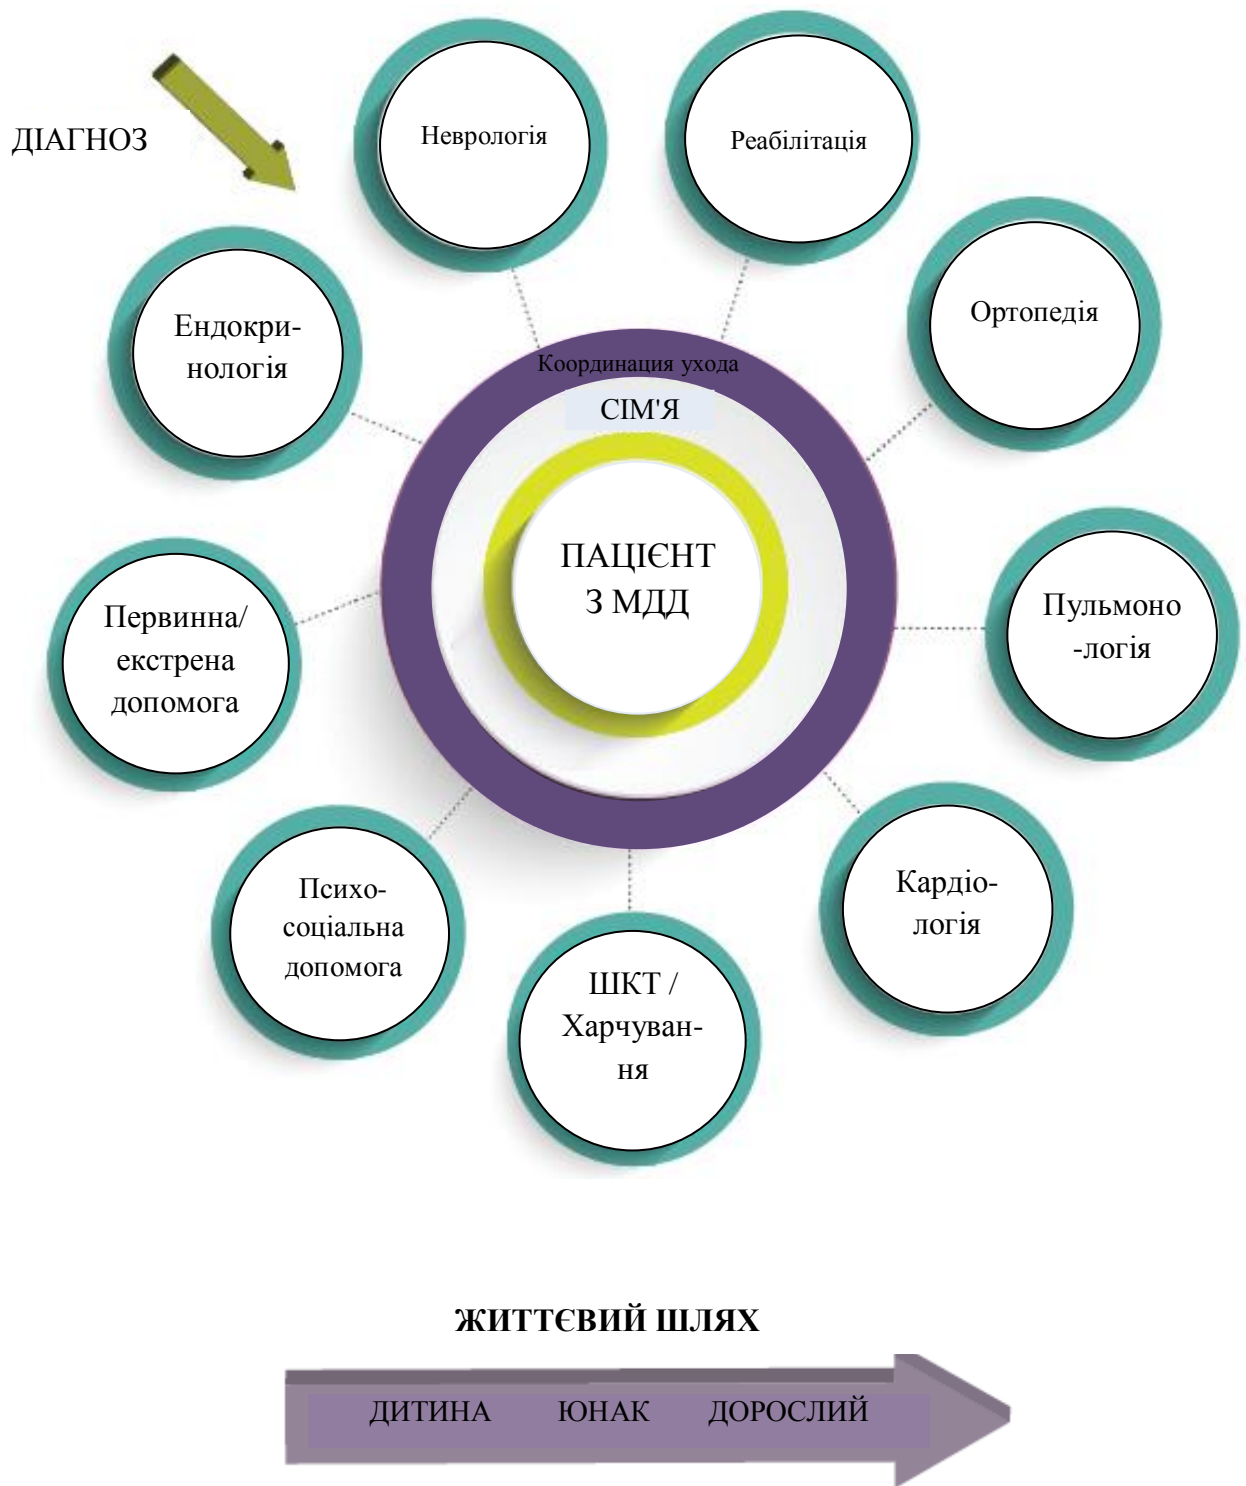 ДІАГНОЗ
Неврологія
Реабілітація
Ендокри-
нологія
Ортопедія
Координация ухода
СІМ'Я
ПАЦІЄНТ
З МДД
Первинна/
екстрена
допомога
Пульмоно
-логія
Психо-
соціальна
допомога
Кардіо-
логія
ШКТ /
Харчуван-
ня
ЖИТТЄВИЙ ШЛЯХ
ДИТИНА ЮНАК ДОРОСЛИЙ